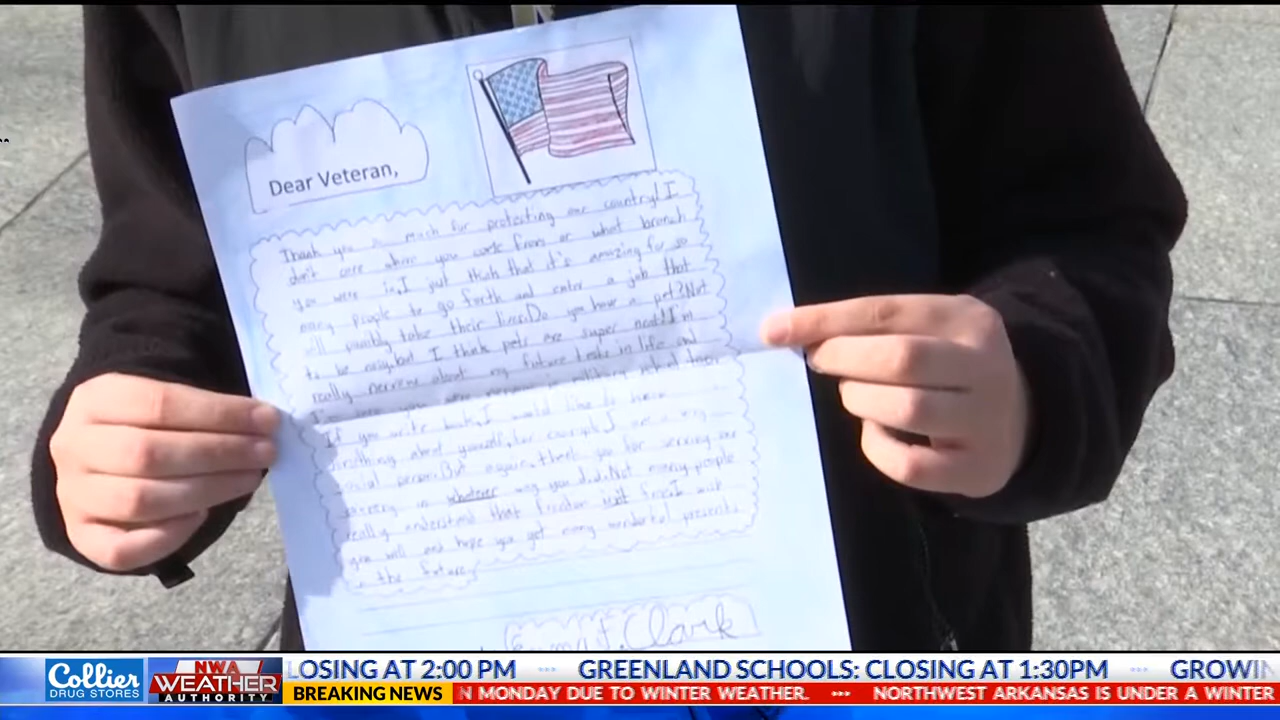 Dear Veteran,
Thank you so much for protecting our country! I
don't care where you come from or what branch
you were in, I just think that it's amazing for so
many people to go forth and enter a job that
will possibly take their lives. Do you have a pet? Not
to be nosy, but I think pets are super neat! I'm
really nervous about my future tasks in life and
I'm sure you were nervous in military
If you write back, I would like to hear
something about yourself, for example, I am a very
social person. But again, thank you for serving our
country in whatever way you did. Not many people
really understand that freedom isn't free. I wish
you well and hope you get many wonderful presents
in the future!
F. Clark
Collier
DRUG STORES
NWA
WEATHER
AUTHORITY
LOSING AT 2:00 PM ••• GREENLAND SCHOOLS: CLOSING AT 1:30PM ••• GROWIN
BREAKING NEWS N MONDAY DUE TO WINTER WEATHER. ••• NORTHWEST ARKANSAS IS UNDER A WINTER